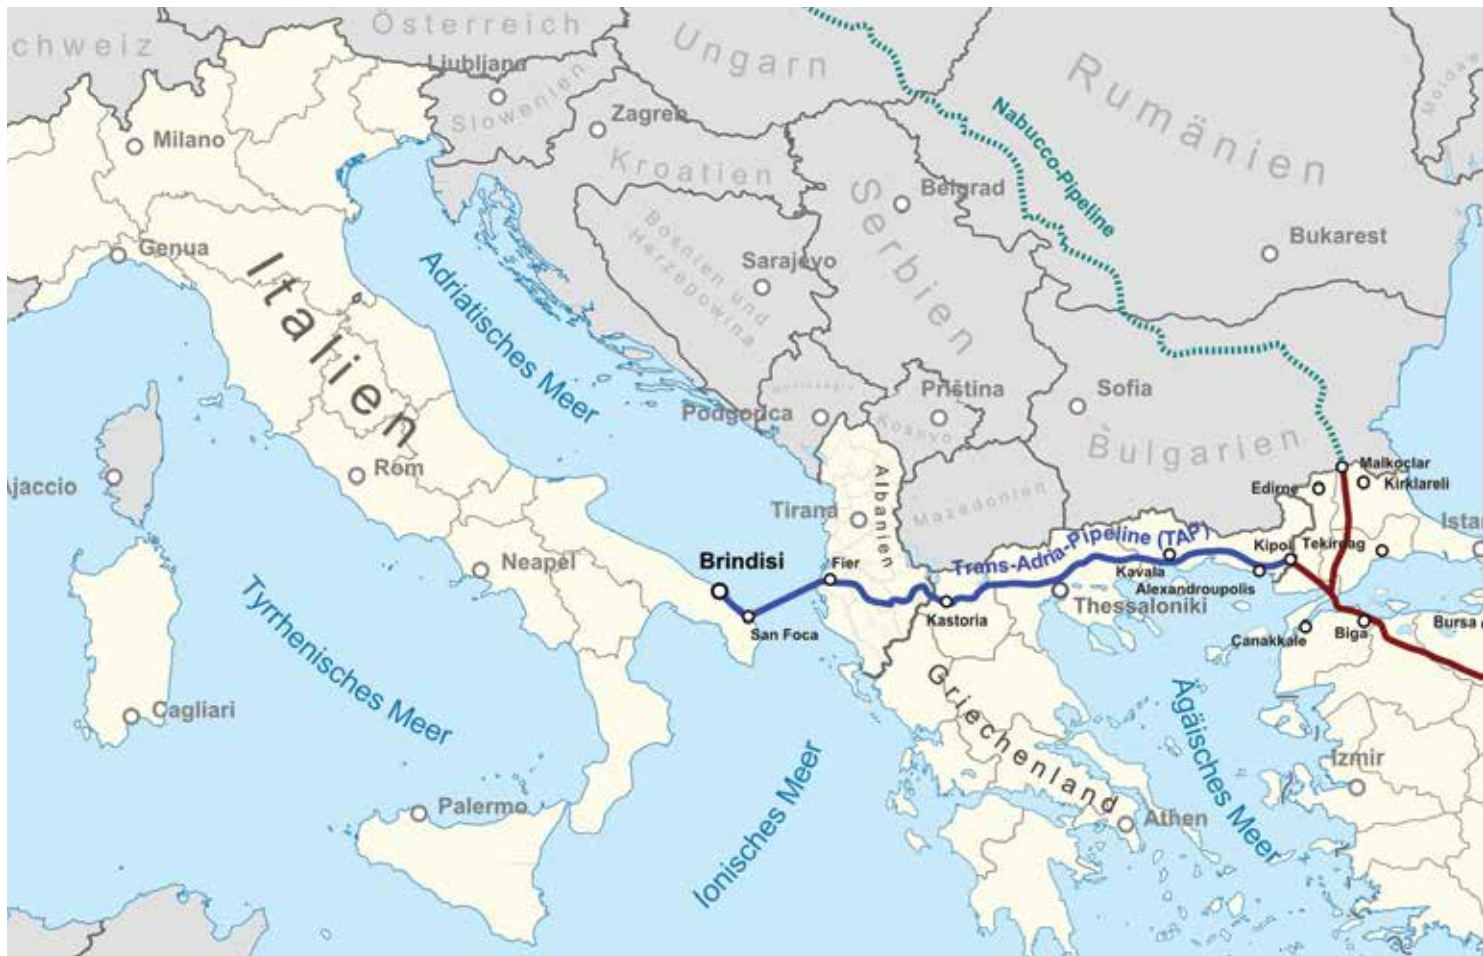 chweiz
Österreich
Ungarn
Rumänien
Moldaw
Ljubljana
Slowenien
Zagreb
Kroatien
Milano
Nabucco-Pipeline
Belgrad
Serbien
Bukarest
Genua
Bosnien und
Herzegowina
Sarajevo
Italien
Adriatisches Meer
Podgorica
Priština
Kosovo
Sofia
Bulgarien
Malkoçlar
Kirklareli
Edirne
Ajaccio
Rom
Albanien
Mazedonien
Tirana
Trans-Adria-Pipeline (TAP)
Kipoi
Tekirdag
Ista
Neapel
Brindisi
Fier
Kavala
Alexandroupolis
San Foca
Kastoria
Thessaloniki
Canakkale
Biga
Bursa
Tyrrhenisches Meer
Cagliari
Griechenland
Ägäisches Meer
Izmir
Ionisches Meer
Palermo
Athen